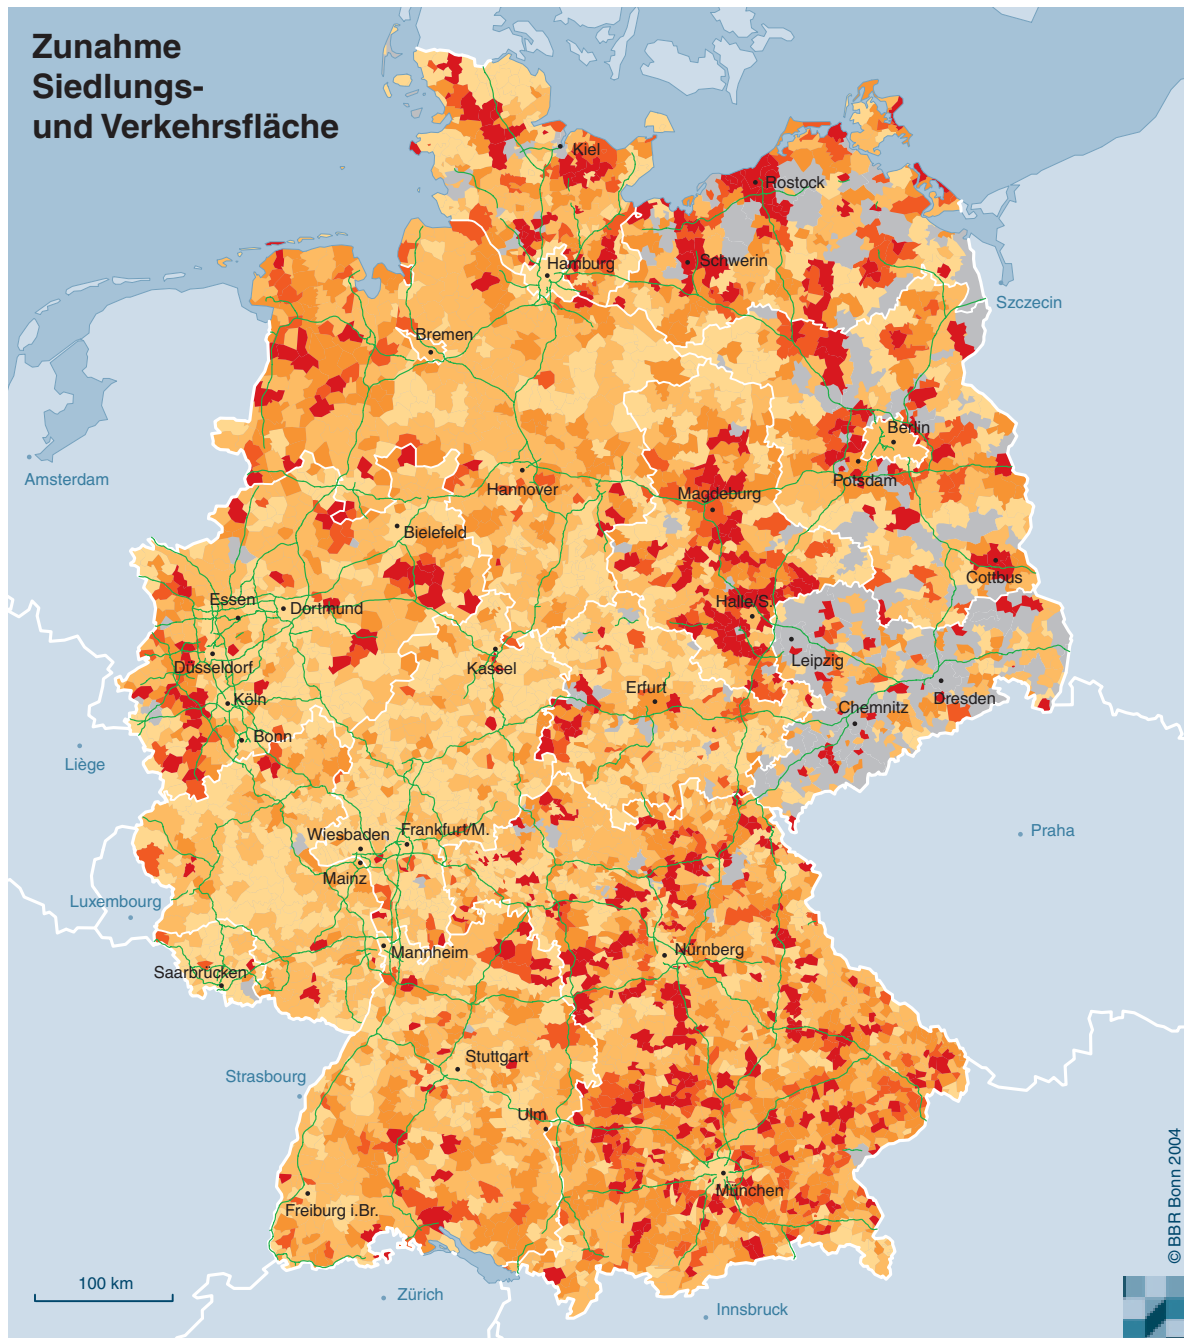 Zunahme
Siedlungs-
und Verkehrsfläche
Kiel
Rostock
Hamburg
Schwerin
Szczecin
Bremen
Berlin
Amsterdam
Hannover
Potsdam
Magdeburg
Bielefeld
Cottbus
Essen
Dortmund
Halle/S.
Düsseldorf
Kassel
Leipzig
Erfurt
Köln
Dresden
Chemnitz
Bonn
Liège
Wiesbaden
Frankfurt/M.
Praha
Mainz
Luxembourg
Mannheim
Nürnberg
Saarbrücken
Stuttgart
Strasbourg
Ulm
München
Freiburg i.Br.
100 km
Zürich
Innsbruck
© BBR Bonn 2004